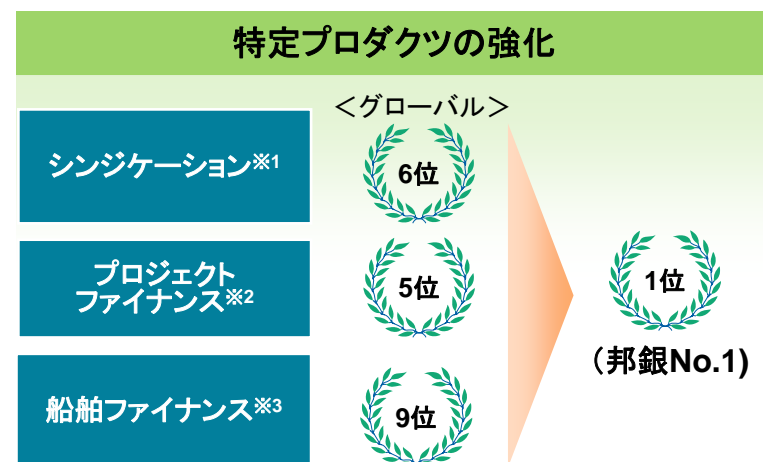 特定プロダクツの強化
＜グローバル＞
シンジケーション※1
6位
プロジェクト
ファイナンス※2
5位
1位
（邦銀No.1)
船舶ファイナンス※3
9位